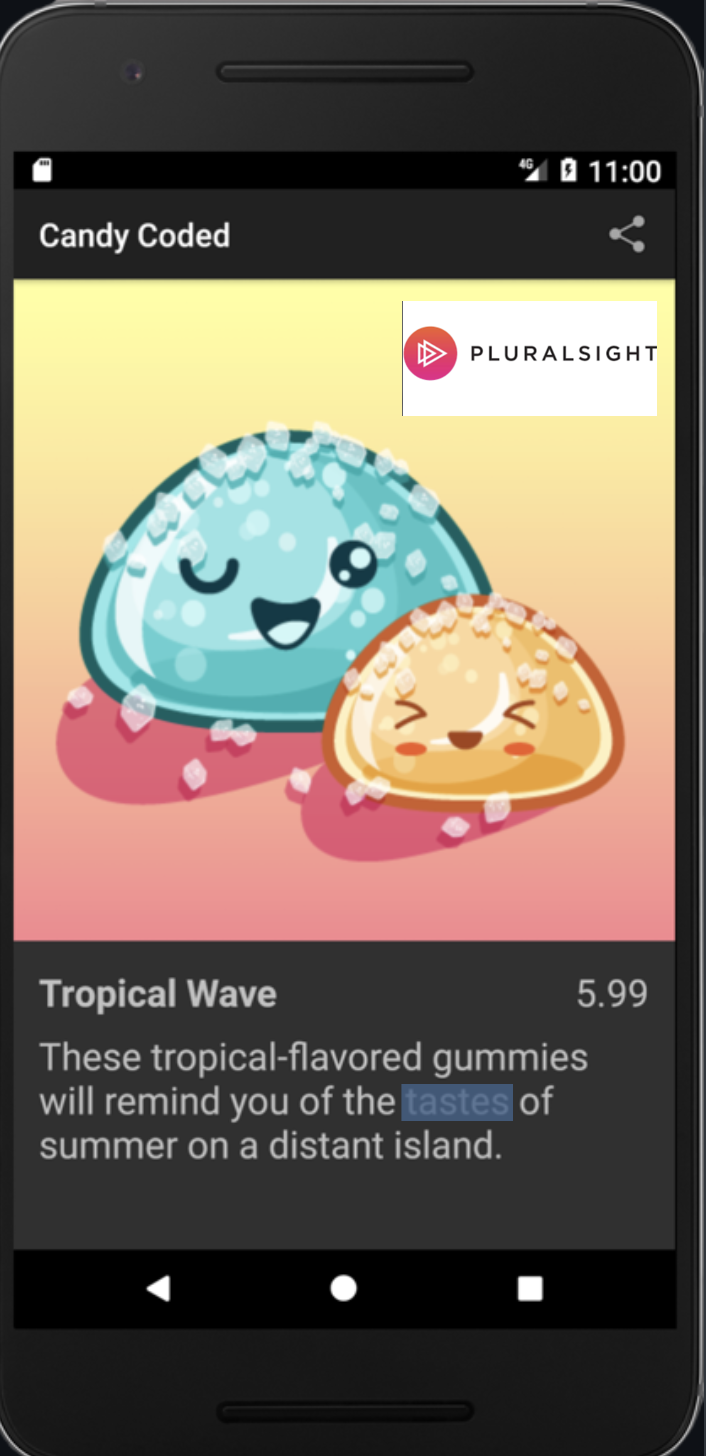 4G 11:00
Candy Coded
PLURALSIGHT
Tropical Wave 5.99
These tropical-flavored gummies
will remind you of the tastes of
summer on a distant island.